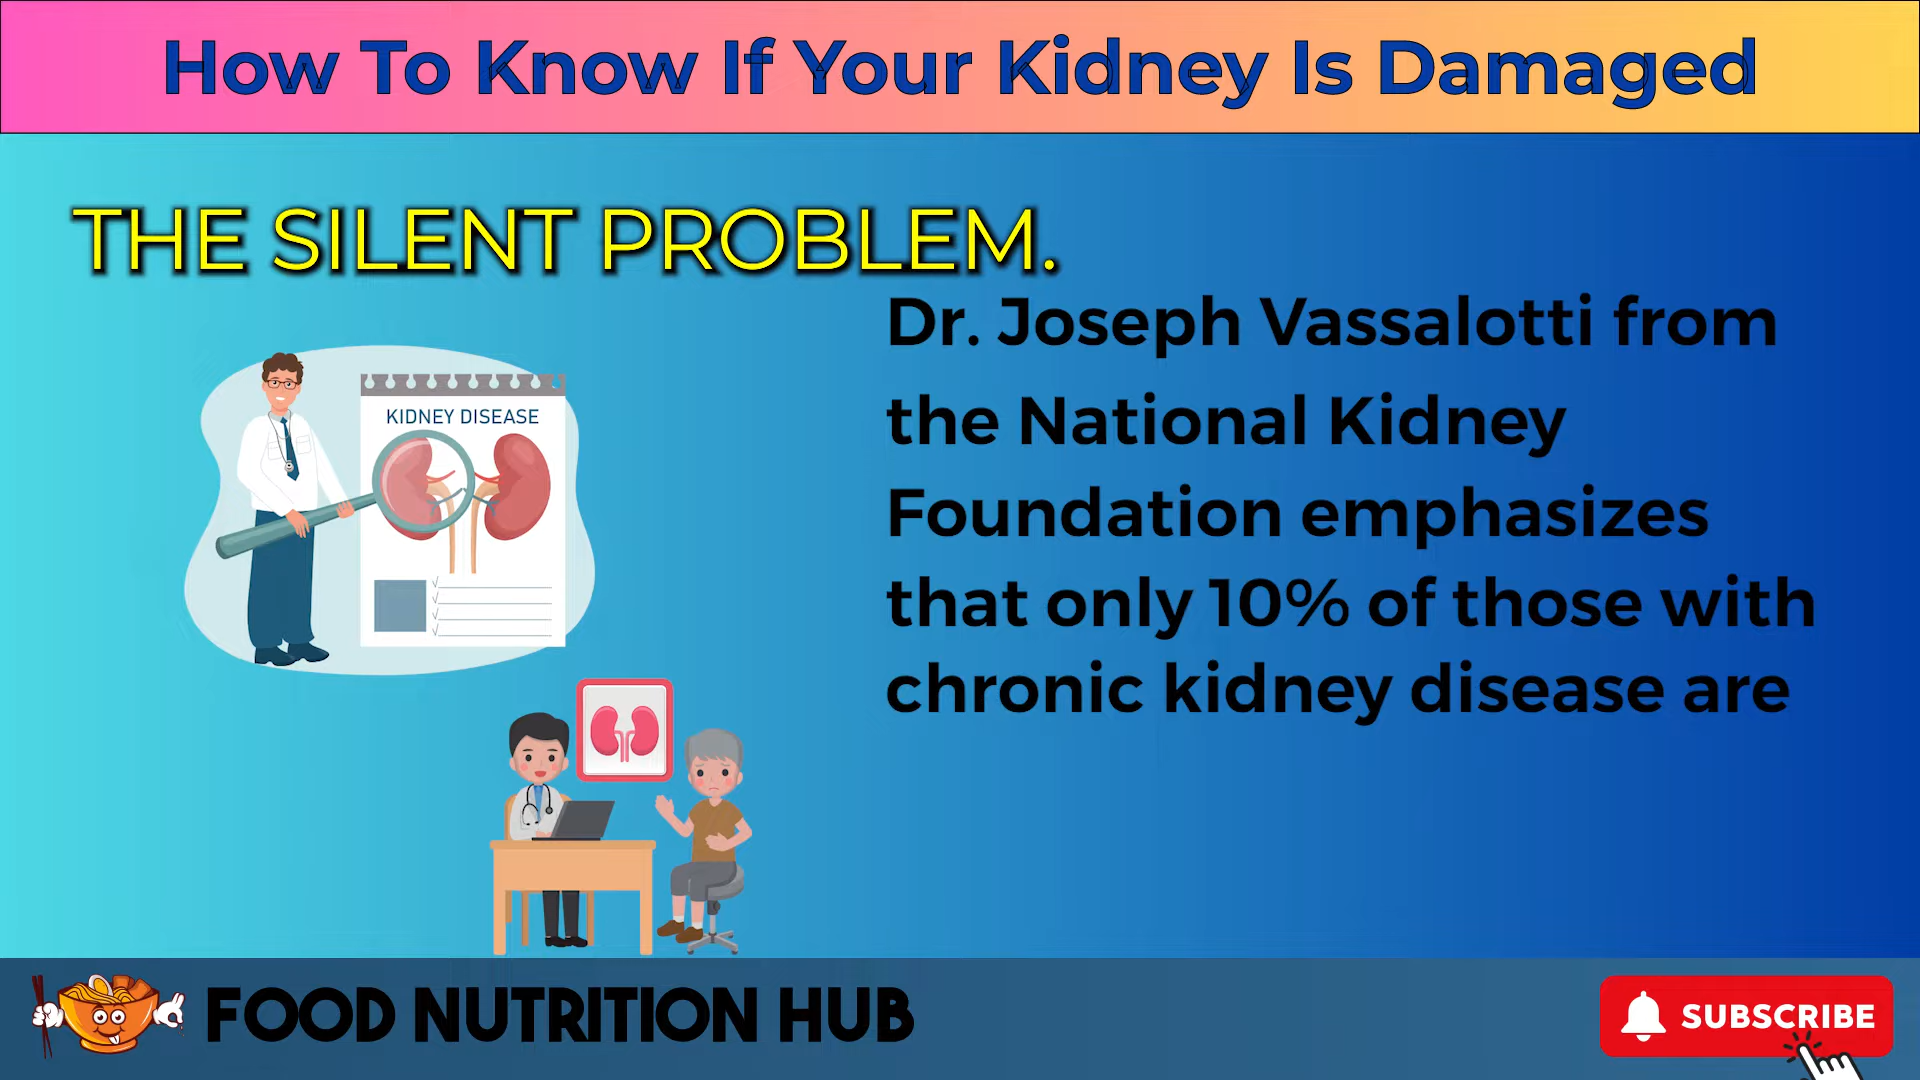 How To Know If Your Kidney Is Damaged
THE SILENT PROBLEM.
Dr. Joseph Vassalotti from
the National Kidney
Foundation emphasizes
that only 10% of those with
chronic kidney disease are
KIDNEY DISEASE
FOOD NUTRITION HUB
SUBSCRIBE